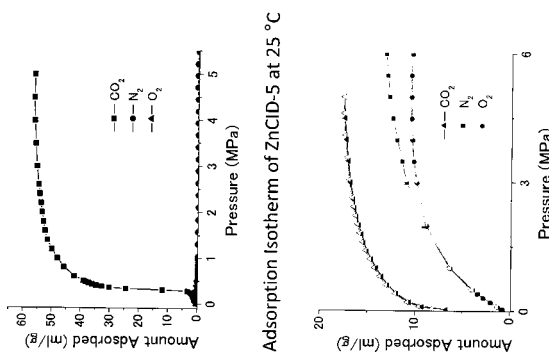 Amount Adsorbed (ml/g)
60
50
40
30
20
10
0
CO₂
N₂
O₂
0 1 2 3 4 5
Pressure (MPa)
Adsorption Isotherm of ZnCID-5 at 25 °C
Amount Adsorbed (ml/g)
20
10
0
CO₂
N₂
O₂
0 3 6
Pressure (MPa)